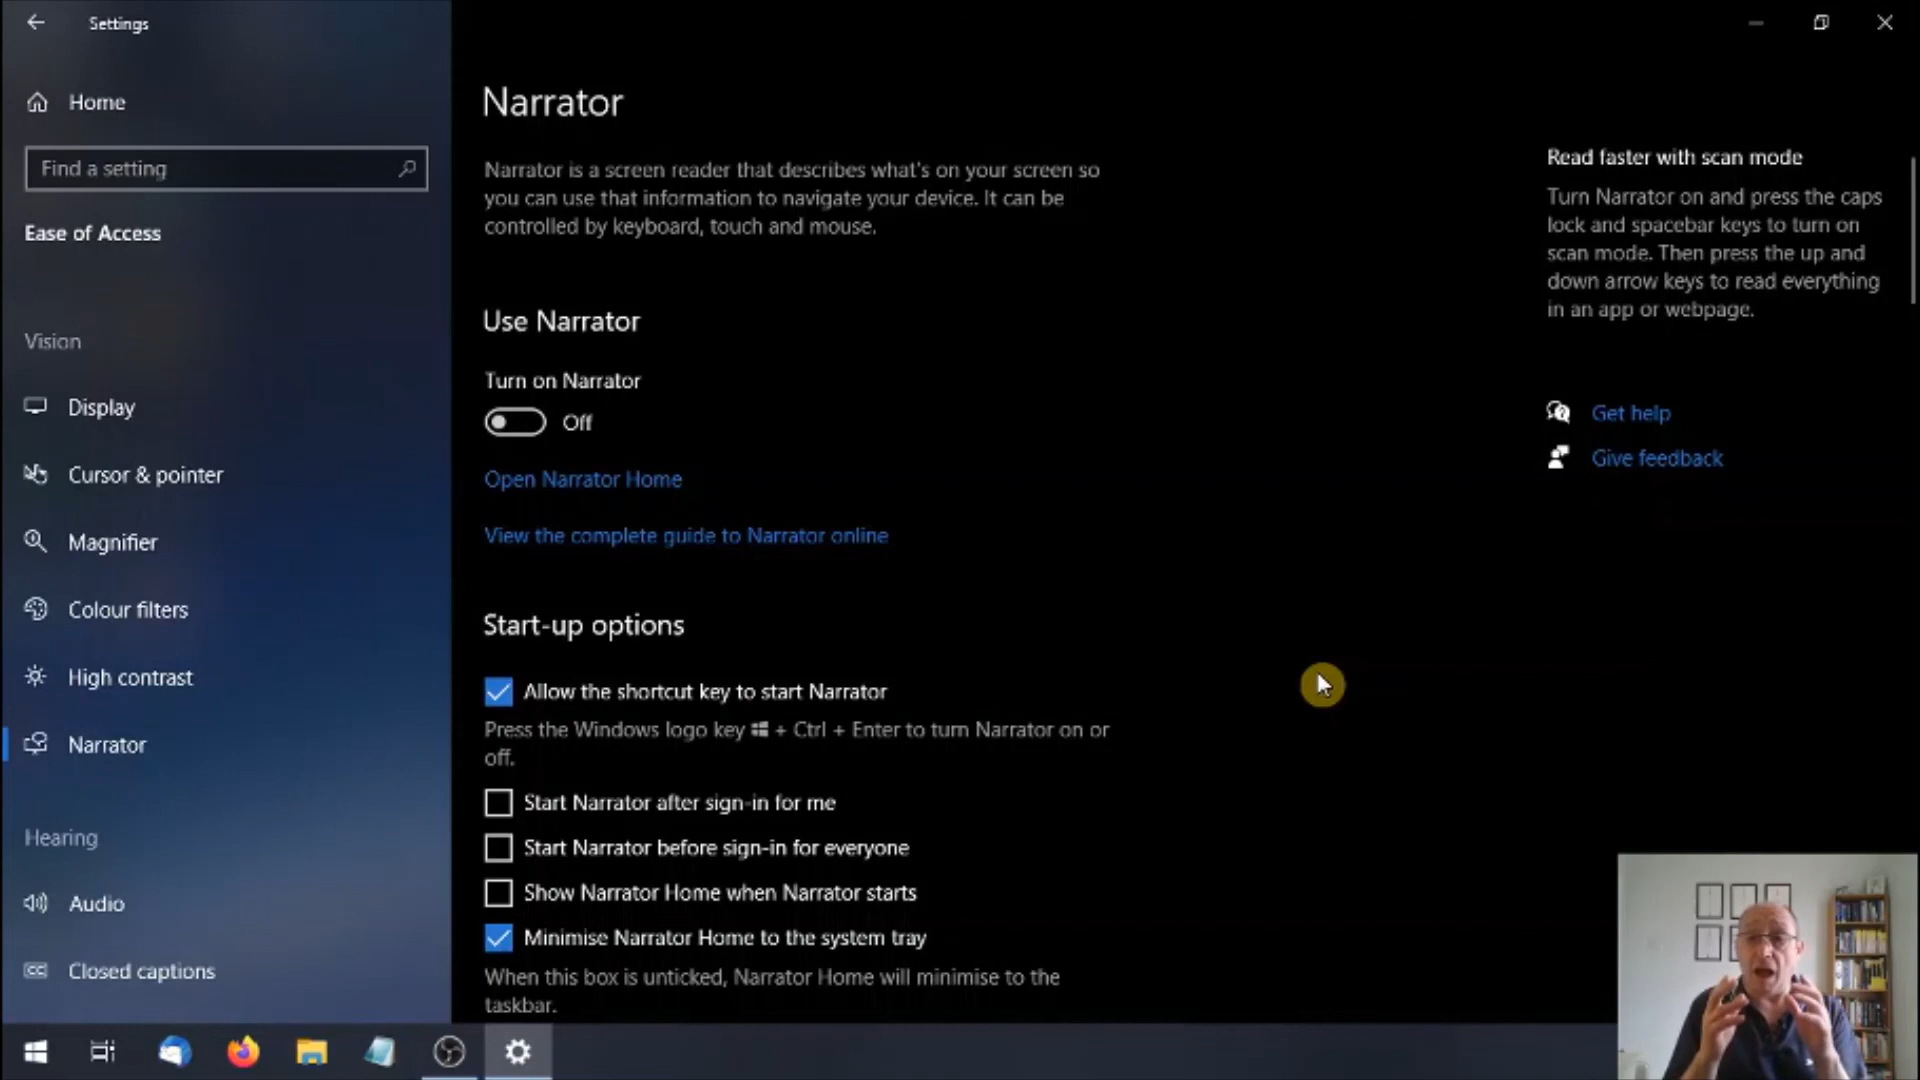 Settings
Home
Find a setting
Ease of Access
Vision
Display
Cursor & pointer
Magnifier
Colour filters
High contrast
Narrator
Hearing
Audio
Closed captions
Narrator
Narrator is a screen reader that describes what's on your screen so
you can use that information to navigate your device. It can be
controlled by keyboard, touch and mouse.
Use Narrator
Turn on Narrator
Off
Open Narrator Home
View the complete guide to Narrator online
Start-up options
Allow the shortcut key to start Narrator
Press the Windows logo key + Ctrl + Enter to turn Narrator on or
off.
Start Narrator after sign-in for me
Start Narrator before sign-in for everyone
Show Narrator Home when Narrator starts
Minimise Narrator Home to the system tray
When this box is unticked, Narrator Home will minimise to the
taskbar.
Read faster with scan mode
Turn Narrator on and press the caps
lock and spacebar keys to turn on
scan mode. Then press the up and
down arrow keys to read everything
in an app or webpage.
Get help
Give feedback